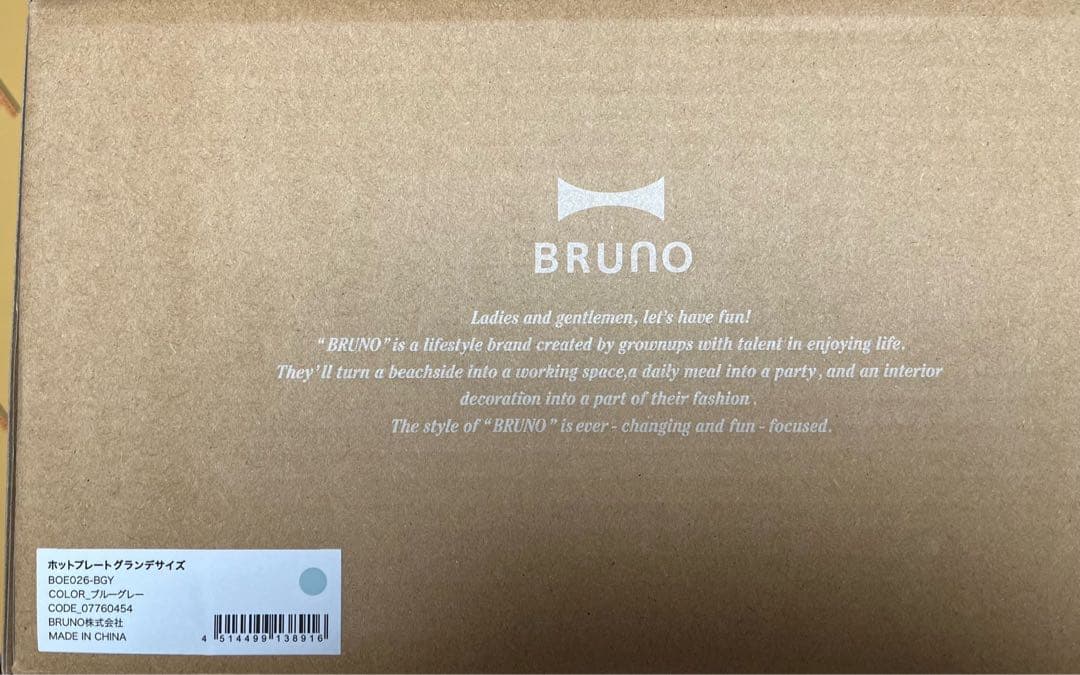 BRUNO
Ladies and gentlemen, let's have fun!
“BRUNO” is a lifestyle brand created by grownups with talent in enjoying life.
They'll turn a beachside into a working space,a daily meal into a party, and an interior
decoration into a part of their fashion.
The style of “BRUNO” is ever - changing and fun - focused.
ホットプレートグランデサイズ
BOE026-BGY
COLOR_ブルーグレー
CODE_07760454
BRUNO株式会社
MADE IN CHINA
4 514499 138916